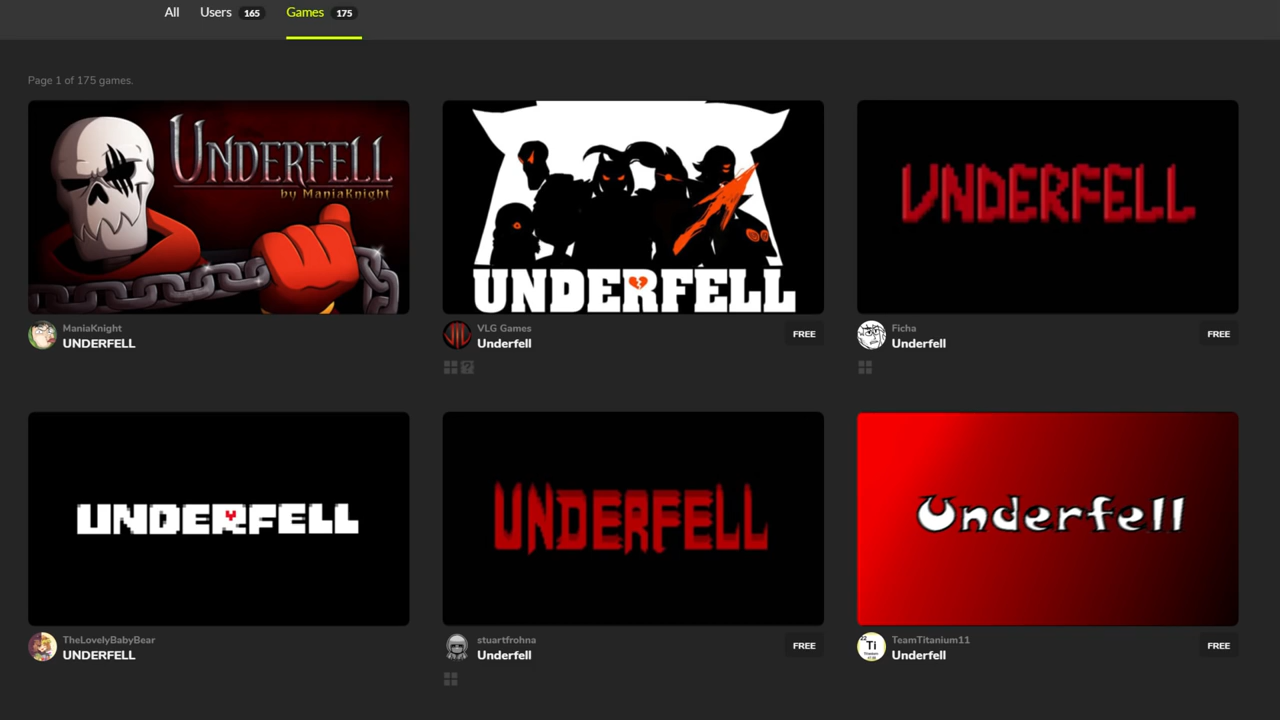 All Users 165 Games 175
Page 1 of 175 games.
UNDERFELL
by ManiaKnight
UNDERFELL
UNDERFELL
ManiaKnight
UNDERFELL
VLG Games
Underfell
FREE
Ficha
Underfell
FREE
UNDERFELL
UNDERFELL
Underfell
TheLovelyBabyBear
UNDERFELL
stuartfrohna
Underfell
FREE
TI
TeamTitanium11
Underfell
FREE